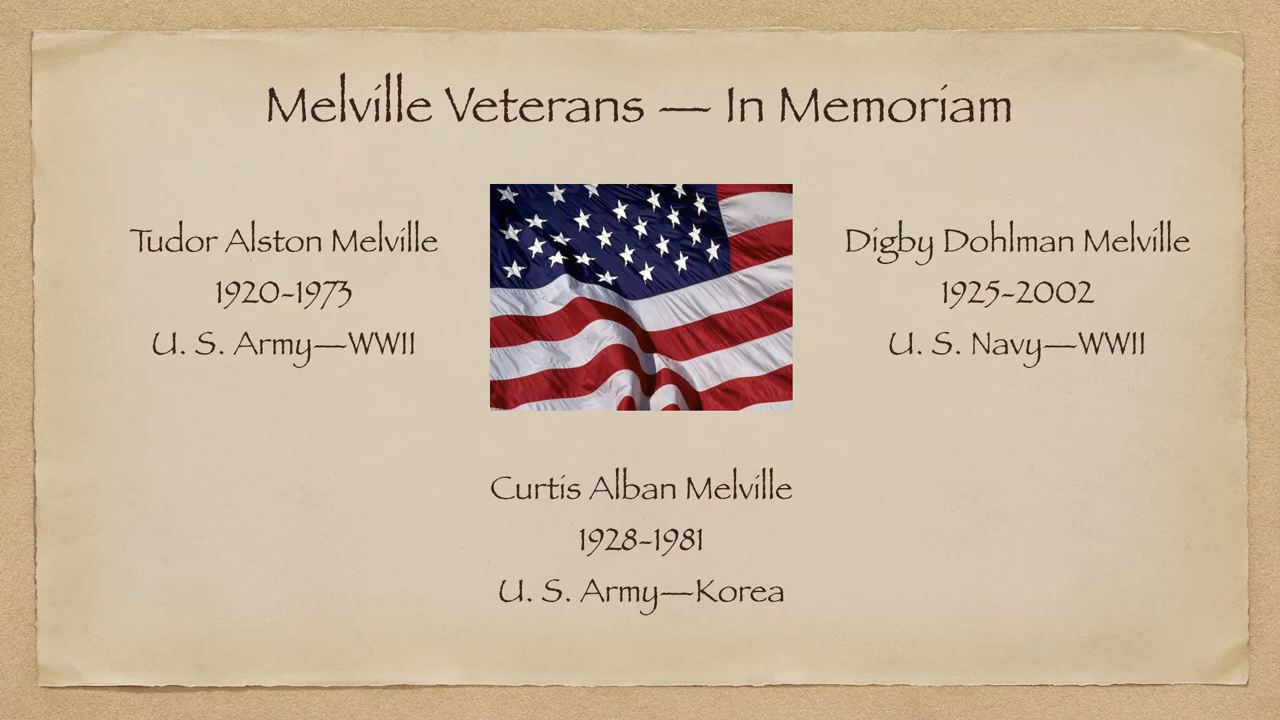 Melville Veterans — In Memoriam
Tudor Alston Melville
1920-1973
U. S. Army—WWII
Digby Dohlman Melville
1925-2002
U. S. Navy—WWII
Curtis Alban Melville
1928-1981
U. S. Army—Korea